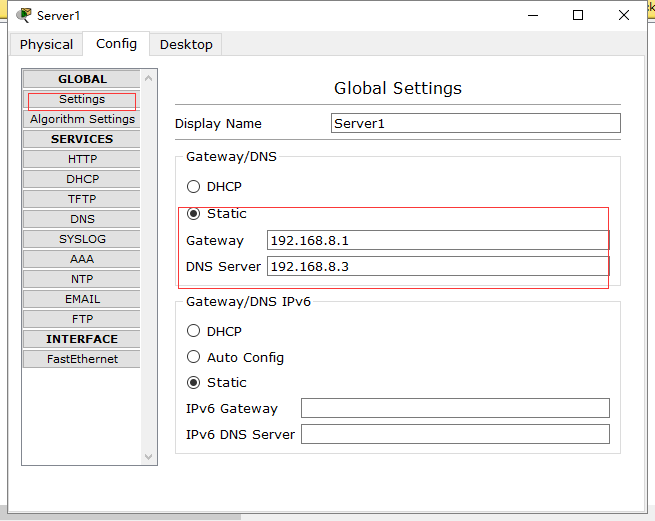 Server1
Physical Config Desktop
GLOBAL
Settings
Algorithm Settings
SERVICES
HTTP
DHCP
TFTP
DNS
SYSLOG
AAA
NTP
EMAIL
FTP
INTERFACE
FastEthernet
Global Settings
Display Name Server1
Gateway/DNS
DHCP
Static
Gateway 192.168.8.1
DNS Server 192.168.8.3
Gateway/DNS IPv6
DHCP
Auto Config
Static
IPv6 Gateway
IPv6 DNS Server